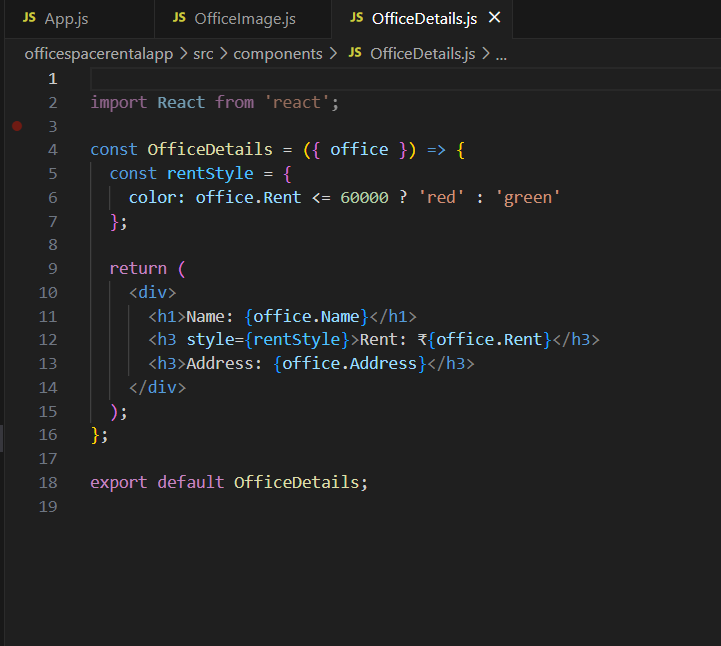 JS App.js JS OfficeImage.js JS OfficeDetails.js ×
officespacerentalapp > src > components > JS OfficeDetails.js > ...
1
2 import React from 'react';
3
4 const OfficeDetails = ({ office }) => {
5   const rentStyle = {
6     color: office.Rent <= 60000 ? 'red' : 'green'
7   };
8
9   return (
10     <div>
11       <h1>Name: {office.Name}</h1>
12       <h3 style={rentStyle}>Rent: ₹{office.Rent}</h3>
13       <h3>Address: {office.Address}</h3>
14     </div>
15   );
16 };
17
18 export default OfficeDetails;
19